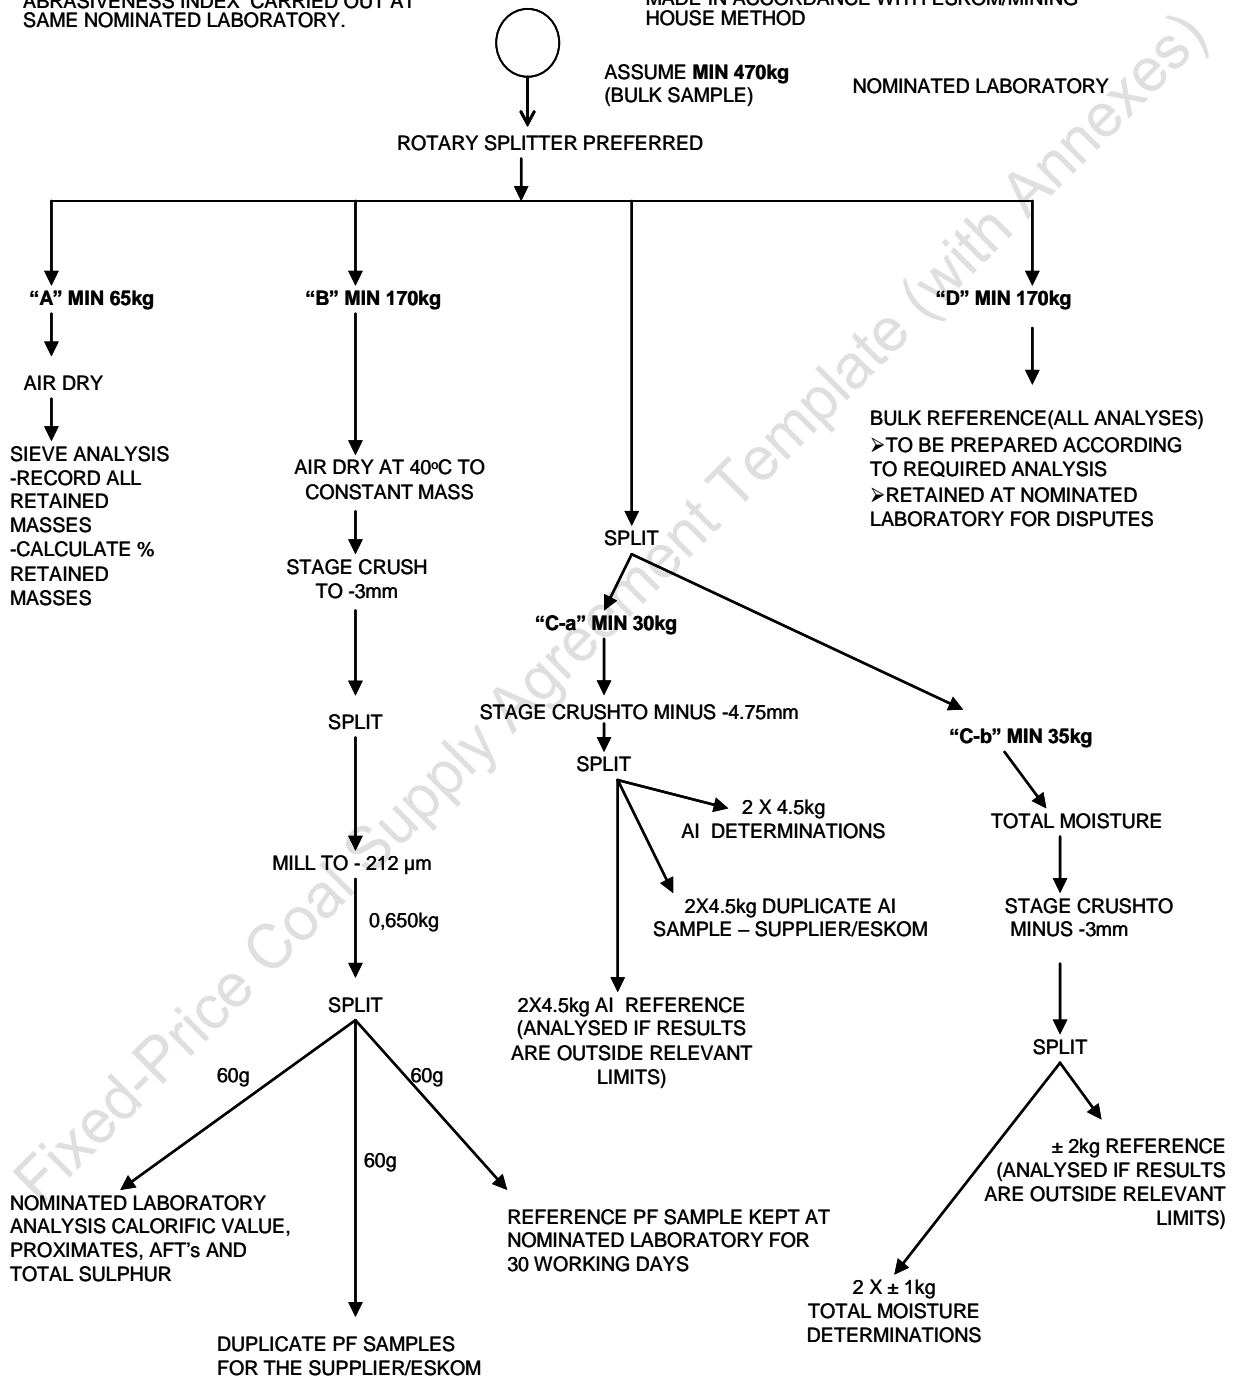 ABRASIVENESS INDEX CARRIED OUT AT
SAME NOMINATED LABORATORY.
MADE IN ACCORDANCE WITH ESKOM/MINING
HOUSE METHOD
ASSUME MIN 470kg
(BULK SAMPLE)
NOMINATED LABORATORY
ROTARY SPLITTER PREFERRED
“A” MIN 65kg
AIR DRY
SIEVE ANALYSIS
-RECORD ALL
RETAINED
MASSES
-CALCULATE %
RETAINED
MASSES
“B” MIN 170kg
AIR DRY AT 40ºC TO
CONSTANT MASS
STAGE CRUSH
TO -3mm
SPLIT
MILL TO - 212 µm
0,650kg
SPLIT
60g
60g
60g
NOMINATED LABORATORY
ANALYSIS CALORIFIC VALUE,
PROXIMATES, AFT's AND
TOTAL SULPHUR
DUPLICATE PF SAMPLES
FOR THE SUPPLIER/ESKOM
REFERENCE PF SAMPLE KEPT AT
NOMINATED LABORATORY FOR
30 WORKING DAYS
SPLIT
“C-a” MIN 30kg
STAGE CRUSHTO MINUS -4.75mm
SPLIT
2 X 4.5kg
AI DETERMINATIONS
2X4.5kg DUPLICATE AI
SAMPLE – SUPPLIER/ESKOM
2X4.5kg AI REFERENCE
(ANALYSED IF RESULTS
ARE OUTSIDE RELEVANT
LIMITS)
“C-b” MIN 35kg
TOTAL MOISTURE
STAGE CRUSHTO
MINUS -3mm
SPLIT
± 2kg REFERENCE
(ANALYSED IF RESULTS
ARE OUTSIDE RELEVANT
LIMITS)
2 X ± 1kg
TOTAL MOISTURE
DETERMINATIONS
“D” MIN 170kg
BULK REFERENCE(ALL ANALYSES)
➢TO BE PREPARED ACCORDING
TO REQUIRED ANALYSIS
➢RETAINED AT NOMINATED
LABORATORY FOR DISPUTES
Fixed-Price Coal Supply Agreement Template (with Annexes)